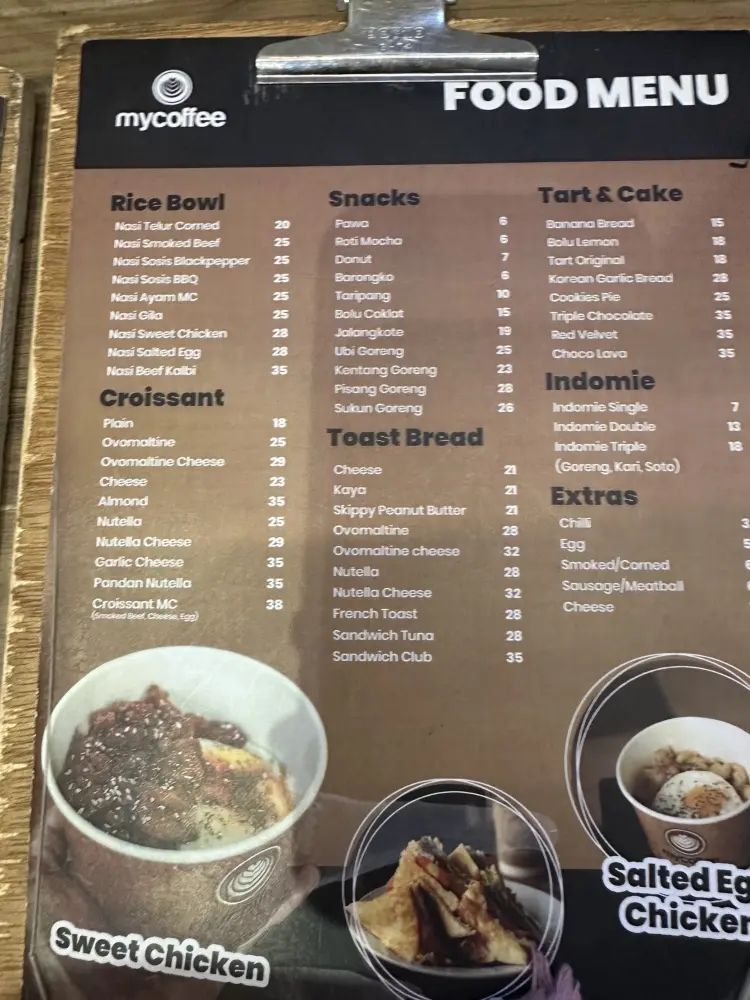 mycoffee
FOOD MENU
Rice Bowl
Nasi Telur Corned 20
Nasi Smoked Beef 25
Nasi Sosis Blackpepper 25
Nasi Sosis BBQ 25
Nasi Ayam MC 25
Nasi Gila 25
Nasi Sweet Chicken 28
Nasi Salted Egg 28
Nasi Beef Kalbi 35
Croissant
Plain 18
Ovomaltine 25
Ovomaltine Cheese 29
Cheese 23
Almond 35
Nutella 25
Nutella Cheese 29
Garlic Cheese 35
Pandan Nutella 35
Croissant MC 38
(Smoked Beef, Cheese, Egg)
Snacks
Pawa 6
Roti Mocha 6
Donut 7
Barongko 6
Taripang 10
Bolu Coklat 15
Jalangkote 19
Ubi Goreng 25
Kentang Goreng 23
Pisang Goreng 28
Sukun Goreng 26
Toast Bread
Cheese 21
Kaya 21
Skippy Peanut Butter 21
Ovomaltine 28
Ovomaltine cheese 32
Nutella 28
Nutella Cheese 32
French Toast 28
Sandwich Tuna 28
Sandwich Club 35
Tart & Cake
Banana Bread 15
Bolu Lemon 18
Tart Original 18
Korean Garlic Bread 28
Cookies Pie 25
Triple Chocolate 35
Red Velvet 35
Choco Lava 35
Indomie
Indomie Single 7
Indomie Double 13
Indomie Triple 18
(Goreng, Kari, Soto)
Extras
Chilli 3
Egg 5
Smoked/Corned
Sausage/Meatball
Cheese
Sweet Chicken
Salted Eg
Chicken